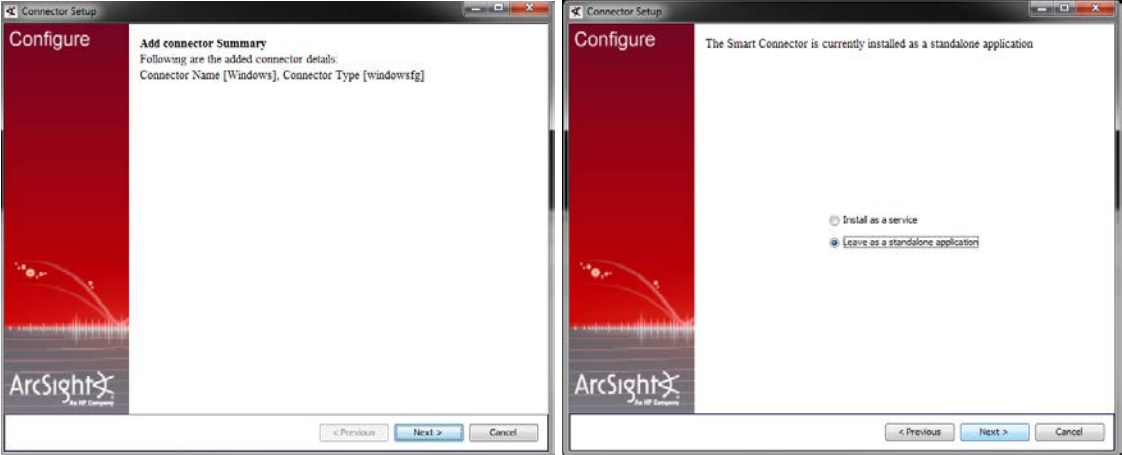 Connector Setup
Configure
Add connector Summary
Following are the added connector details:
Connector Name [Windows], Connector Type [windowsfg]
ArcSight
An HP Company
< Previous
Next >
Cancel
Connector Setup
Configure
The Smart Connector is currently installed as a standalone application
Install as a service
Leave as a standalone application
ArcSight
An HP Company
< Previous
Next >
Cancel